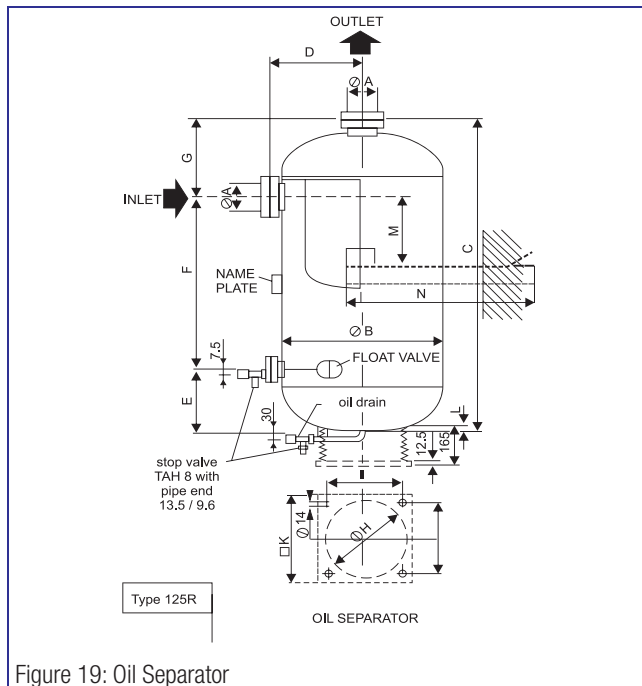 OUTLET
D
∅ A
G
INLET
∅ A
M
C
F
NAME
PLATE
N
∅ B
7.5
FLOAT VALVE
E
30
oil drain
L
12.5
165
stop valve
TAH 8 with
pipe end
13.5 / 9.6
I
∅ 14
∅H
□K
Type 125R
OIL SEPARATOR
Figure 19: Oil Separator